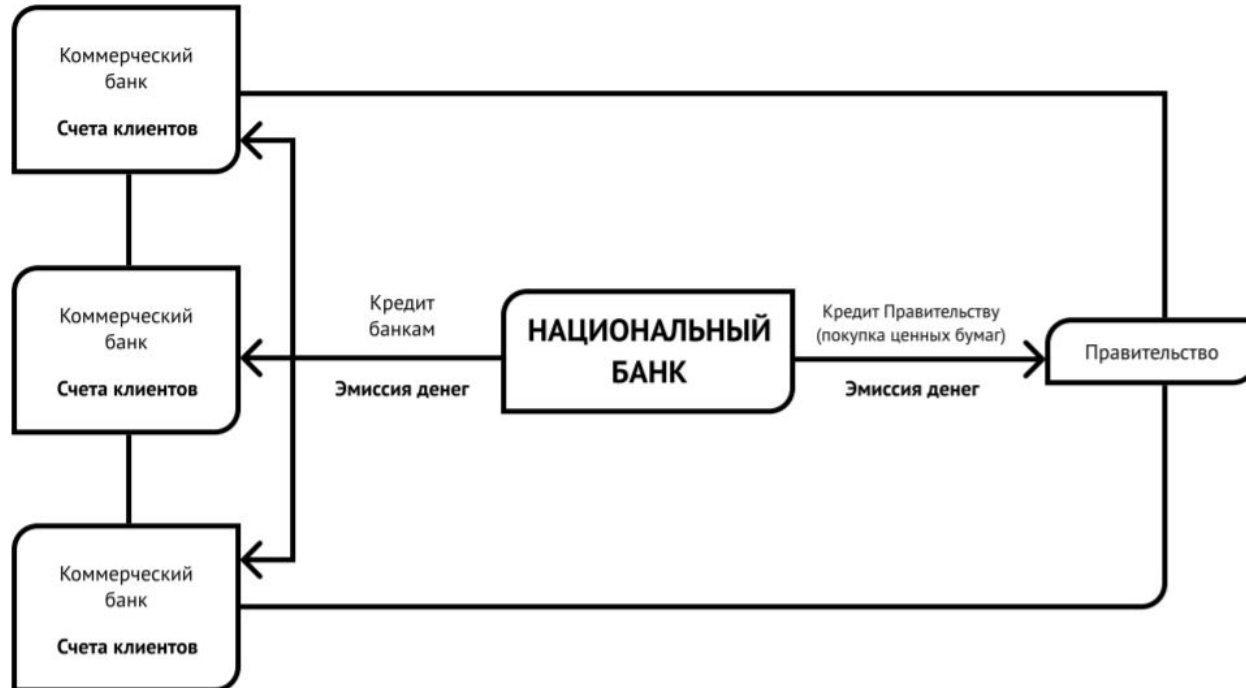 Коммерческий
банк
Счета клиентов
Коммерческий
банк
Счета клиентов
Кредит
банкам
Эмиссия денег
НАЦИОНАЛЬНЫЙ
БАНК
Кредит Правительству
(покупка ценных бумаг)
Эмиссия денег
Правительство
Коммерческий
банк
Счета клиентов